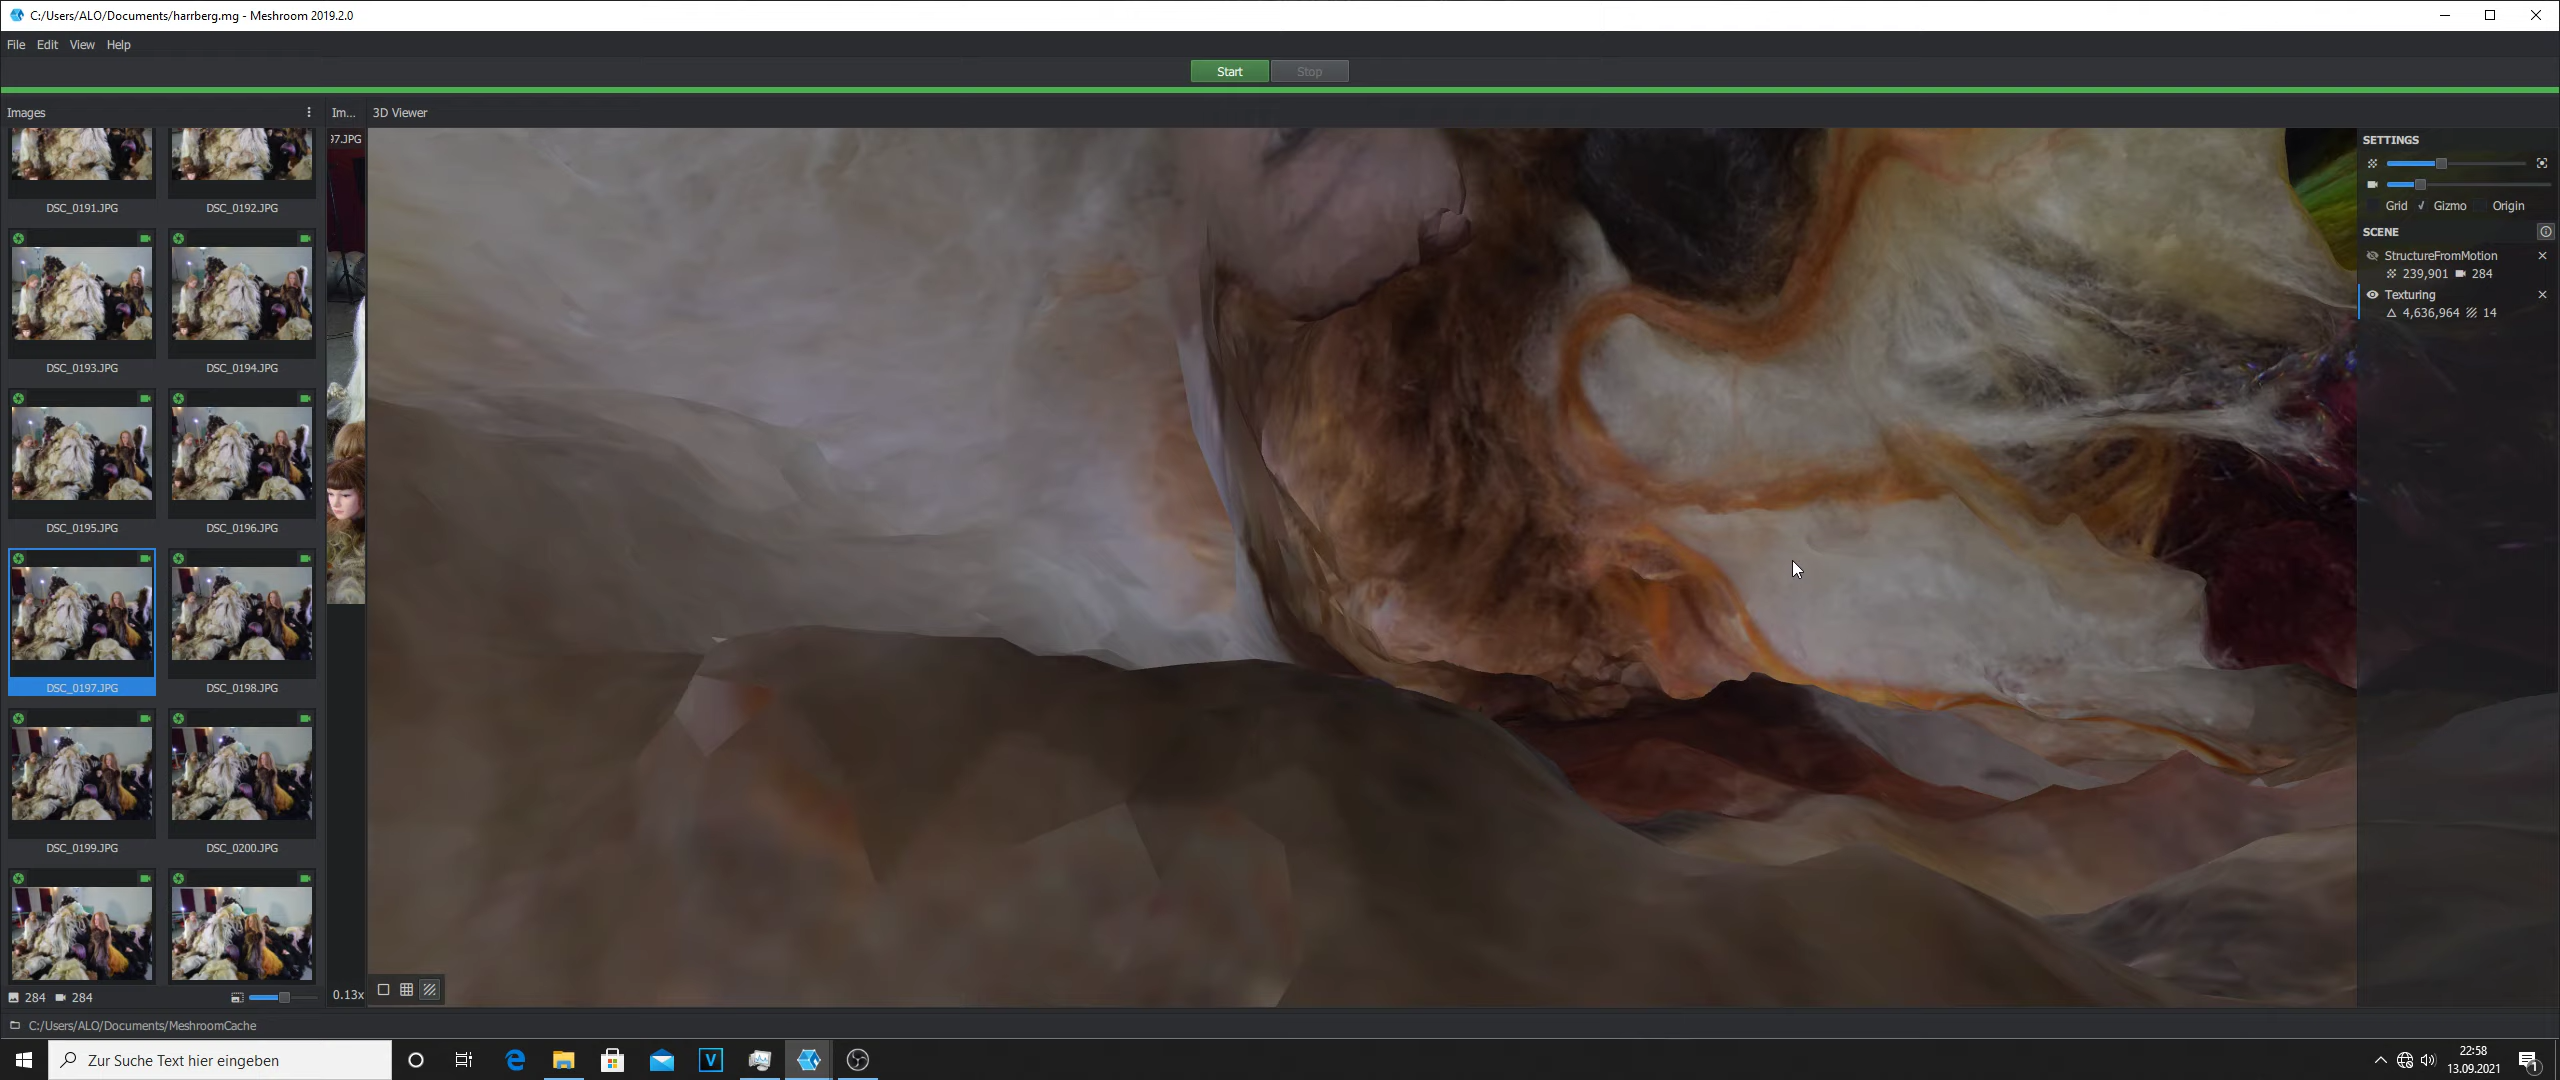 C:/Users/ALO/Documents/harrberg.mg - Meshroom 2019.2.0
File Edit View Help
Start Stop
Images Im... 3D Viewer
97.JPG
SETTINGS
Grid Gizmo Origin
SCENE
StructureFromMotion
239,901 284
Texturing
4,636,964 14
DSC_0191.JPG DSC_0192.JPG
DSC_0193.JPG DSC_0194.JPG
DSC_0195.JPG DSC_0196.JPG
DSC_0197.JPG DSC_0198.JPG
DSC_0199.JPG DSC_0200.JPG
284 284
0.13x
C:/Users/ALO/Documents/MeshroomCache
Zur Suche Text hier eingeben
22:58
13.09.2021
1